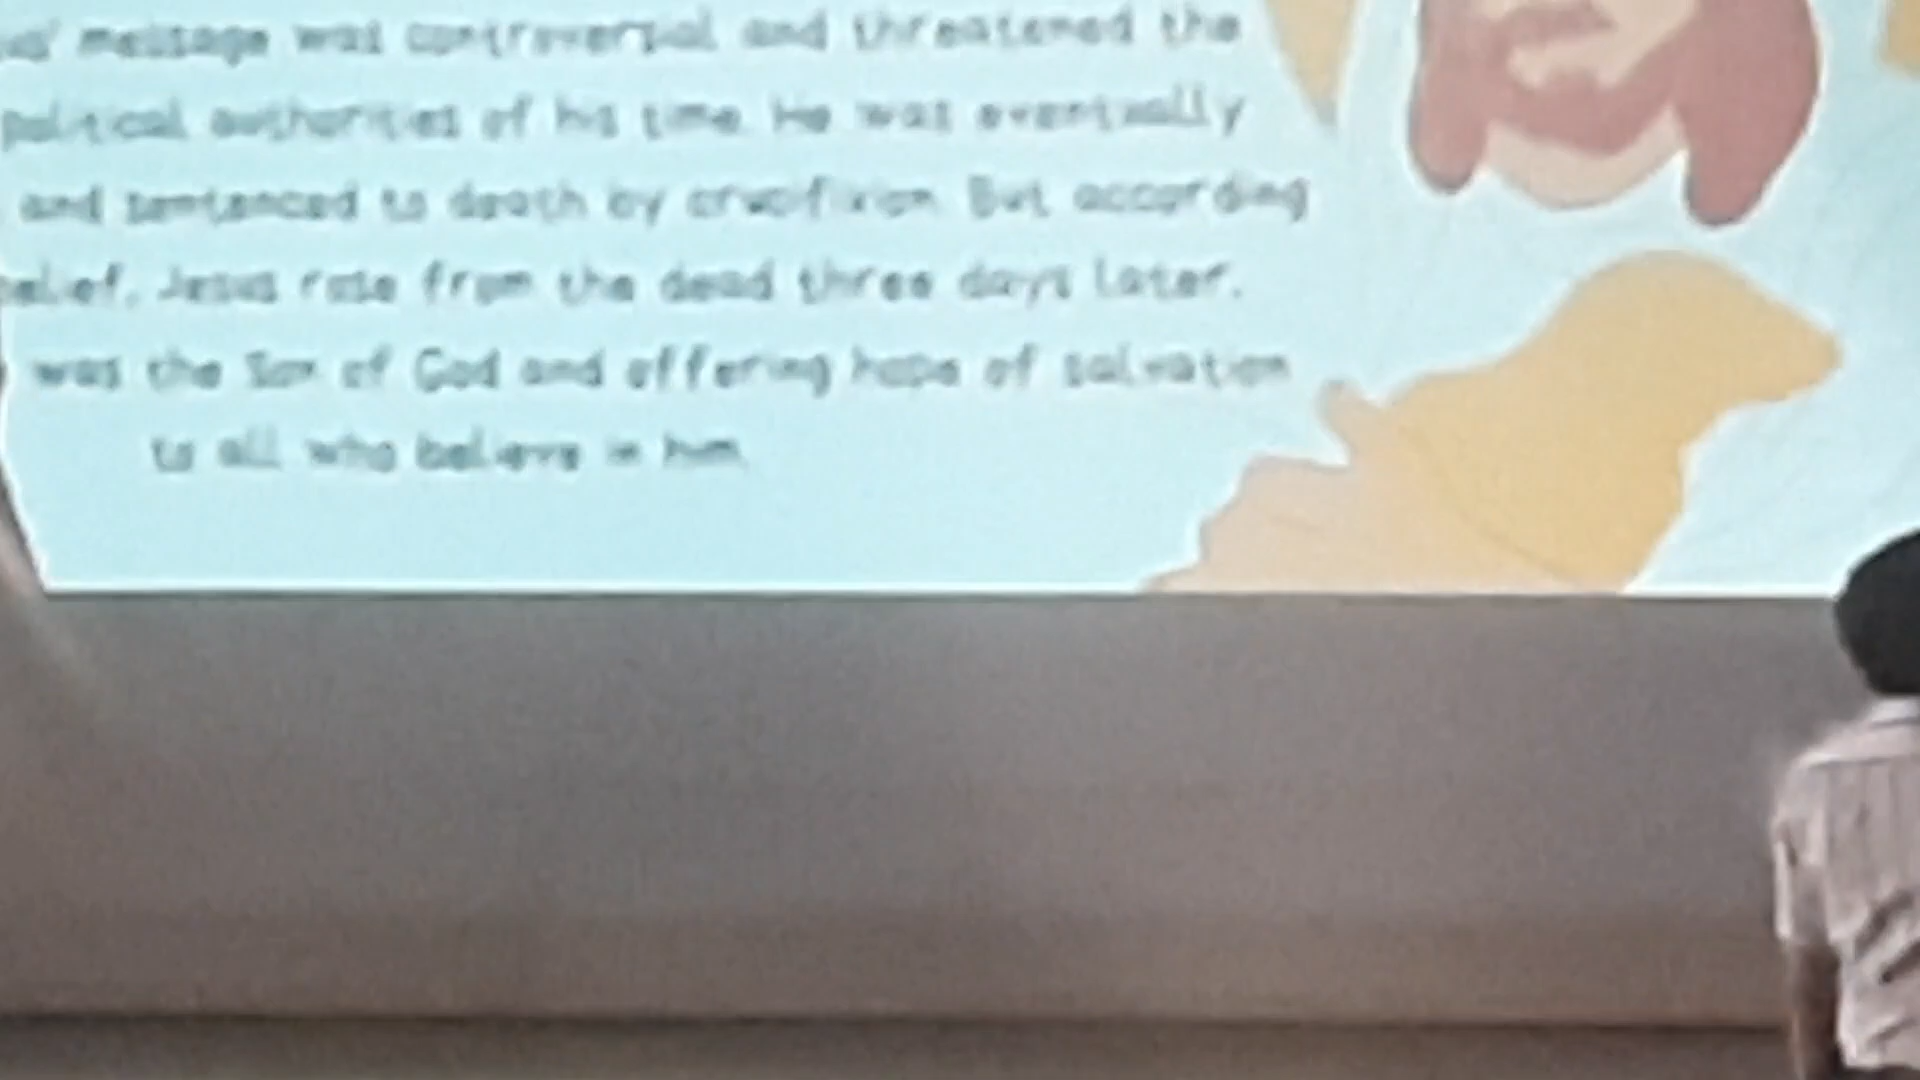 message was controversial and threatened the
political authorities of his time. He was eventually
and sentenced to death by crucifixion. But according
belief, Jesus rose from the dead three days later.
was the Son of God and offering hope of salvation
to all who believe in him.